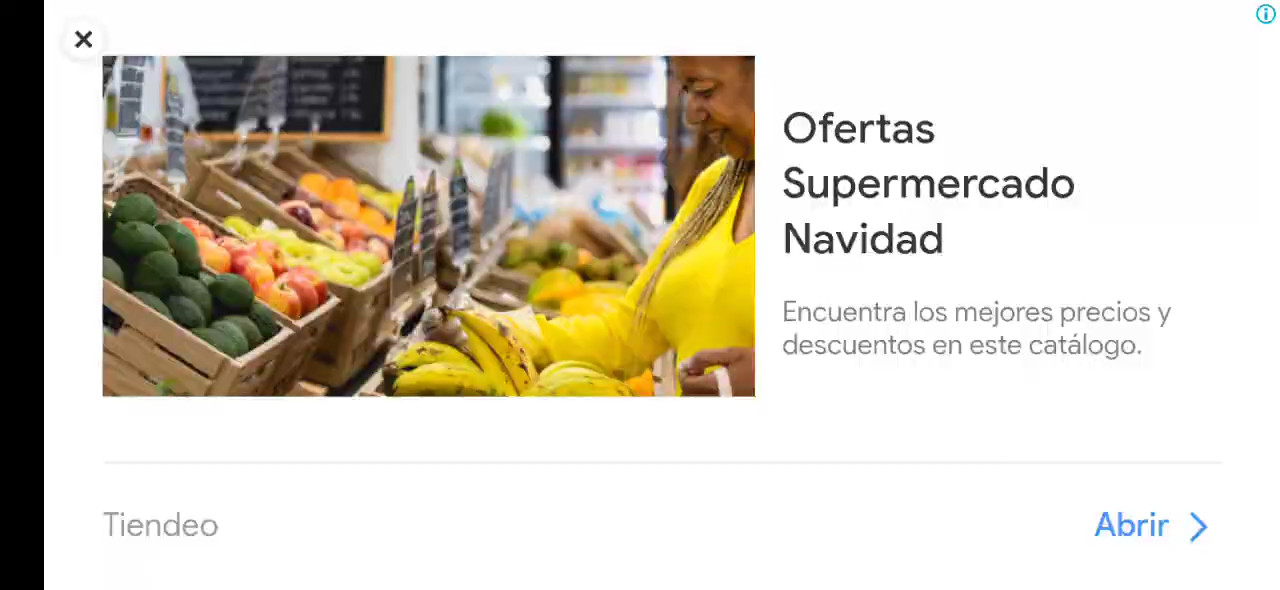 Ofertas
Supermercado
Navidad
Encuentra los mejores precios y
descuentos en este catálogo.
Tiendeo
Abrir